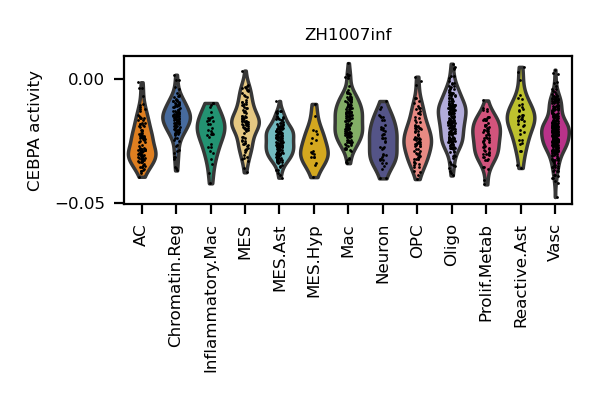 ZH1007inf
CEBPA activity
0.00
−0.05
AC
Chromatin.Reg
Inflammatory.Mac
MES
MES.Ast
MES.Hyp
Mac
Neuron
OPC
Oligo
Prolif.Metab
Reactive.Ast
Vasc